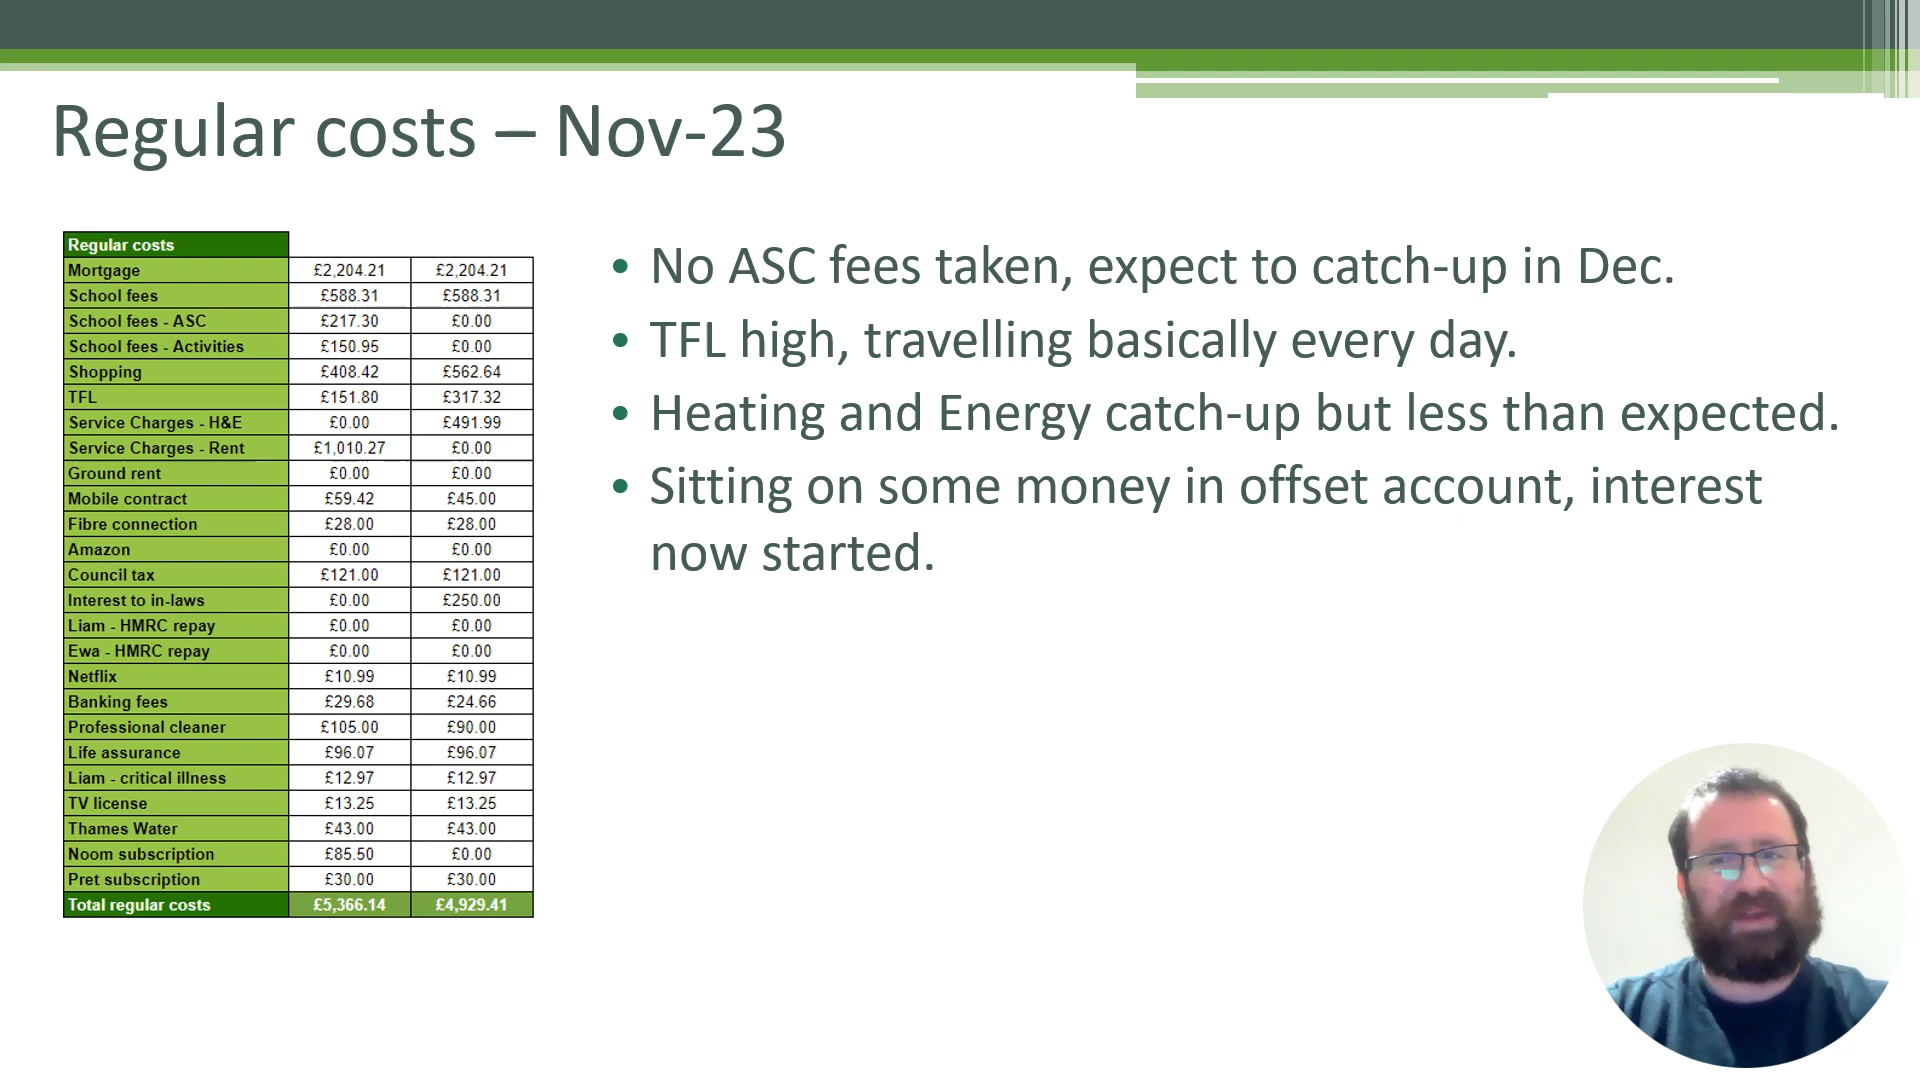 Regular costs – Nov-23
Regular costs
Mortgage £2,204.21 £2,204.21
School fees £588.31 £588.31
School fees - ASC £217.30 £0.00
School fees - Activities £150.95 £0.00
Shopping £408.42 £562.64
TFL £151.80 £317.32
Service Charges - H&E £0.00 £491.99
Service Charges - Rent £1,010.27 £0.00
Ground rent £0.00 £0.00
Mobile contract £59.42 £45.00
Fibre connection £28.00 £28.00
Amazon £0.00 £0.00
Council tax £121.00 £121.00
Interest to in-laws £0.00 £250.00
Liam - HMRC repay £0.00 £0.00
Ewa - HMRC repay £0.00 £0.00
Netflix £10.99 £10.99
Banking fees £29.68 £24.66
Professional cleaner £105.00 £90.00
Life assurance £96.07 £96.07
Liam - critical illness £12.97 £12.97
TV license £13.25 £13.25
Thames Water £43.00 £43.00
Noom subscription £85.50 £0.00
Pret subscription £30.00 £30.00
Total regular costs £5,366.14 £4,929.41
• No ASC fees taken, expect to catch-up in Dec.
• TFL high, travelling basically every day.
• Heating and Energy catch-up but less than expected.
• Sitting on some money in offset account, interest
now started.